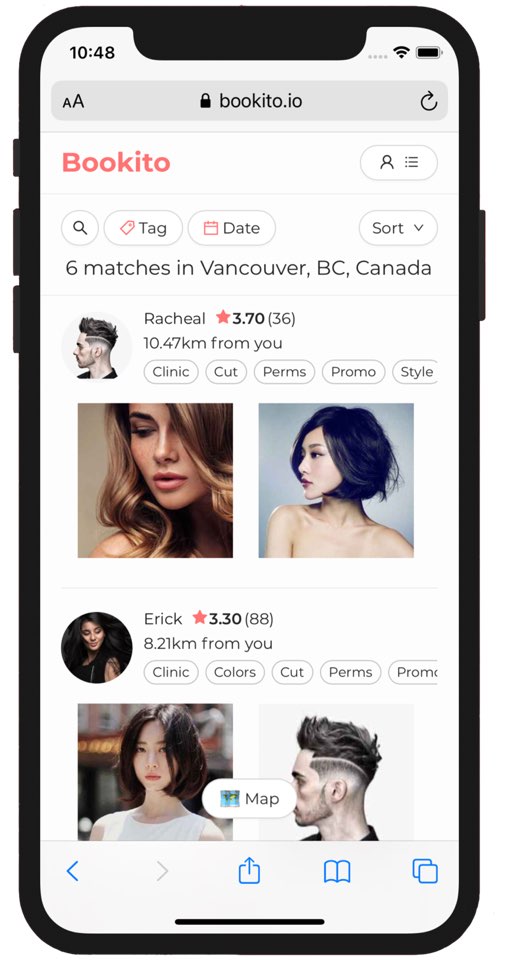 10:48
AA bookito.io
Bookito
Tag Date Sort
6 matches in Vancouver, BC, Canada
Racheal 3.70 (36)
10.47km from you
Clinic Cut Perms Promo Style
Erick 3.30 (88)
8.21km from you
Clinic Colors Cut Perms Promo
Map